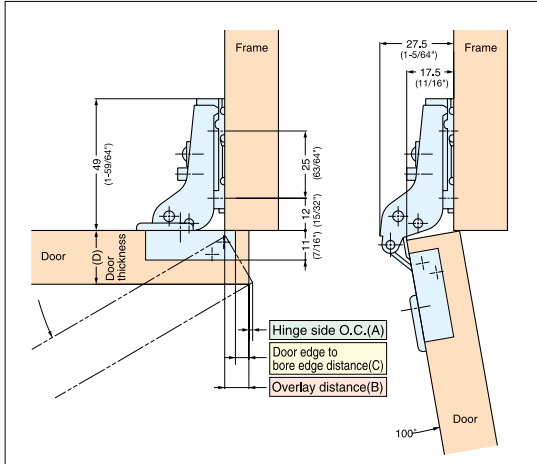 Frame
49
(1-59/64")
25
(63/64")
12
(15/32")
11
(7/16")
Door
(D)
Door
thickness
Hinge side O.C.(A)
Door edge to
bore edge distance(C)
Overlay distance(B)
27.5
(1-5/64")
17.5
(11/16")
Frame
Door
100°